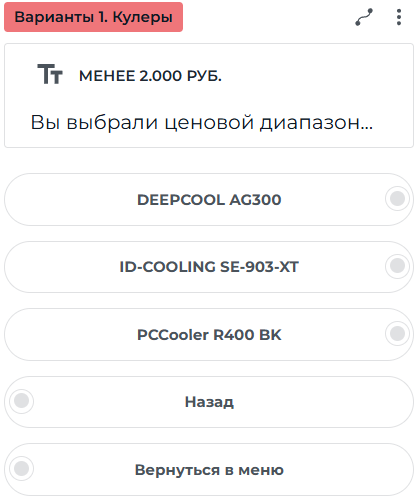 Варианты 1. Кулеры
МЕНЕЕ 2.000 РУБ.
Вы выбрали ценовой диапазон...
DEEPCOOL AG300
ID-COOLING SE-903-XT
PCCooler R400 BK
Назад
Вернуться в меню